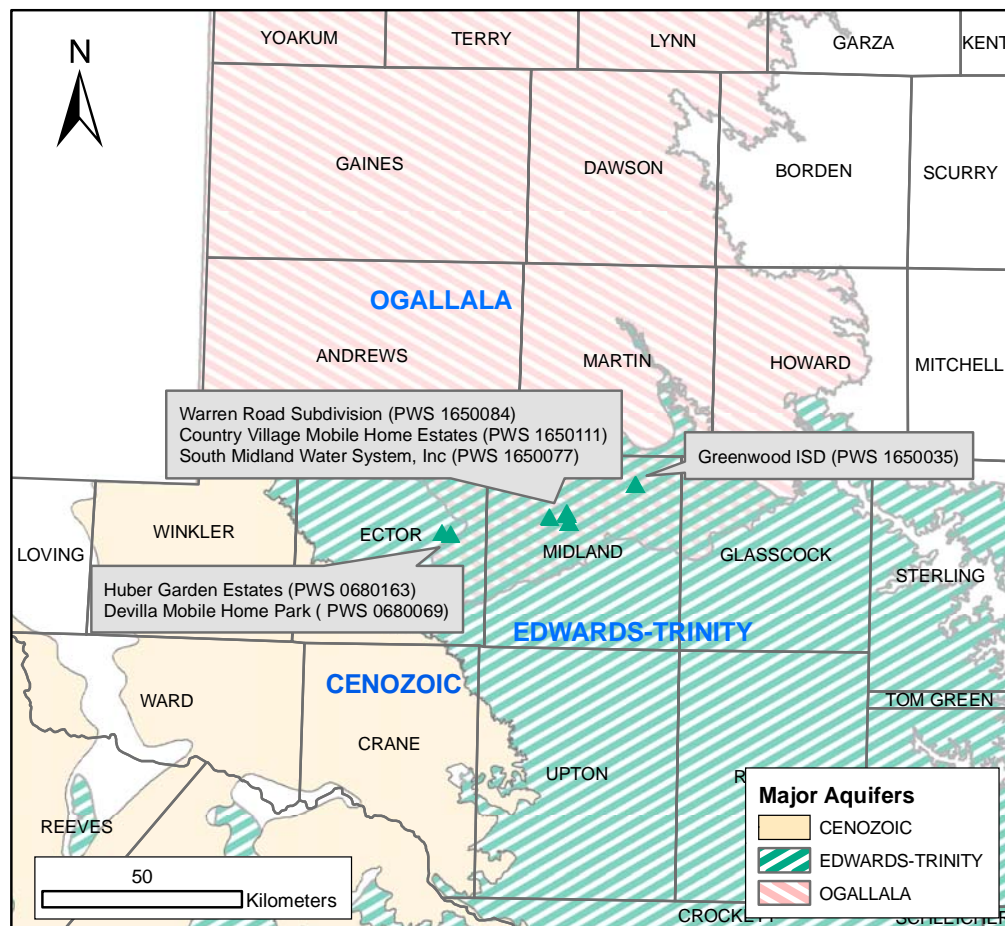 YOAKUM
TERRY
LYNN
GARZA
KENT
N
GAINES
DAWSON
BORDEN
SCURRY
OGALLALA
ANDREWS
MARTIN
HOWARD
MITCHELL
Warren Road Subdivision (PWS 1650084)
Country Village Mobile Home Estates (PWS 1650111)
South Midland Water System, Inc (PWS 1650077)
Greenwood ISD (PWS 1650035)
LOVING
WINKLER
ECTOR
MIDLAND
GLASSCOCK
STERLING
Huber Garden Estates (PWS 0680163)
Devilla Mobile Home Park ( PWS 0680069)
EDWARDS-TRINITY
CENOZOIC
WARD
CRANE
TOM GREEN
UPTON
R
REEVES
Major Aquifers
CENOZOIC
EDWARDS-TRINITY
OGALLALA
50
Kilometers
CROCKETT
SCHLEICHER